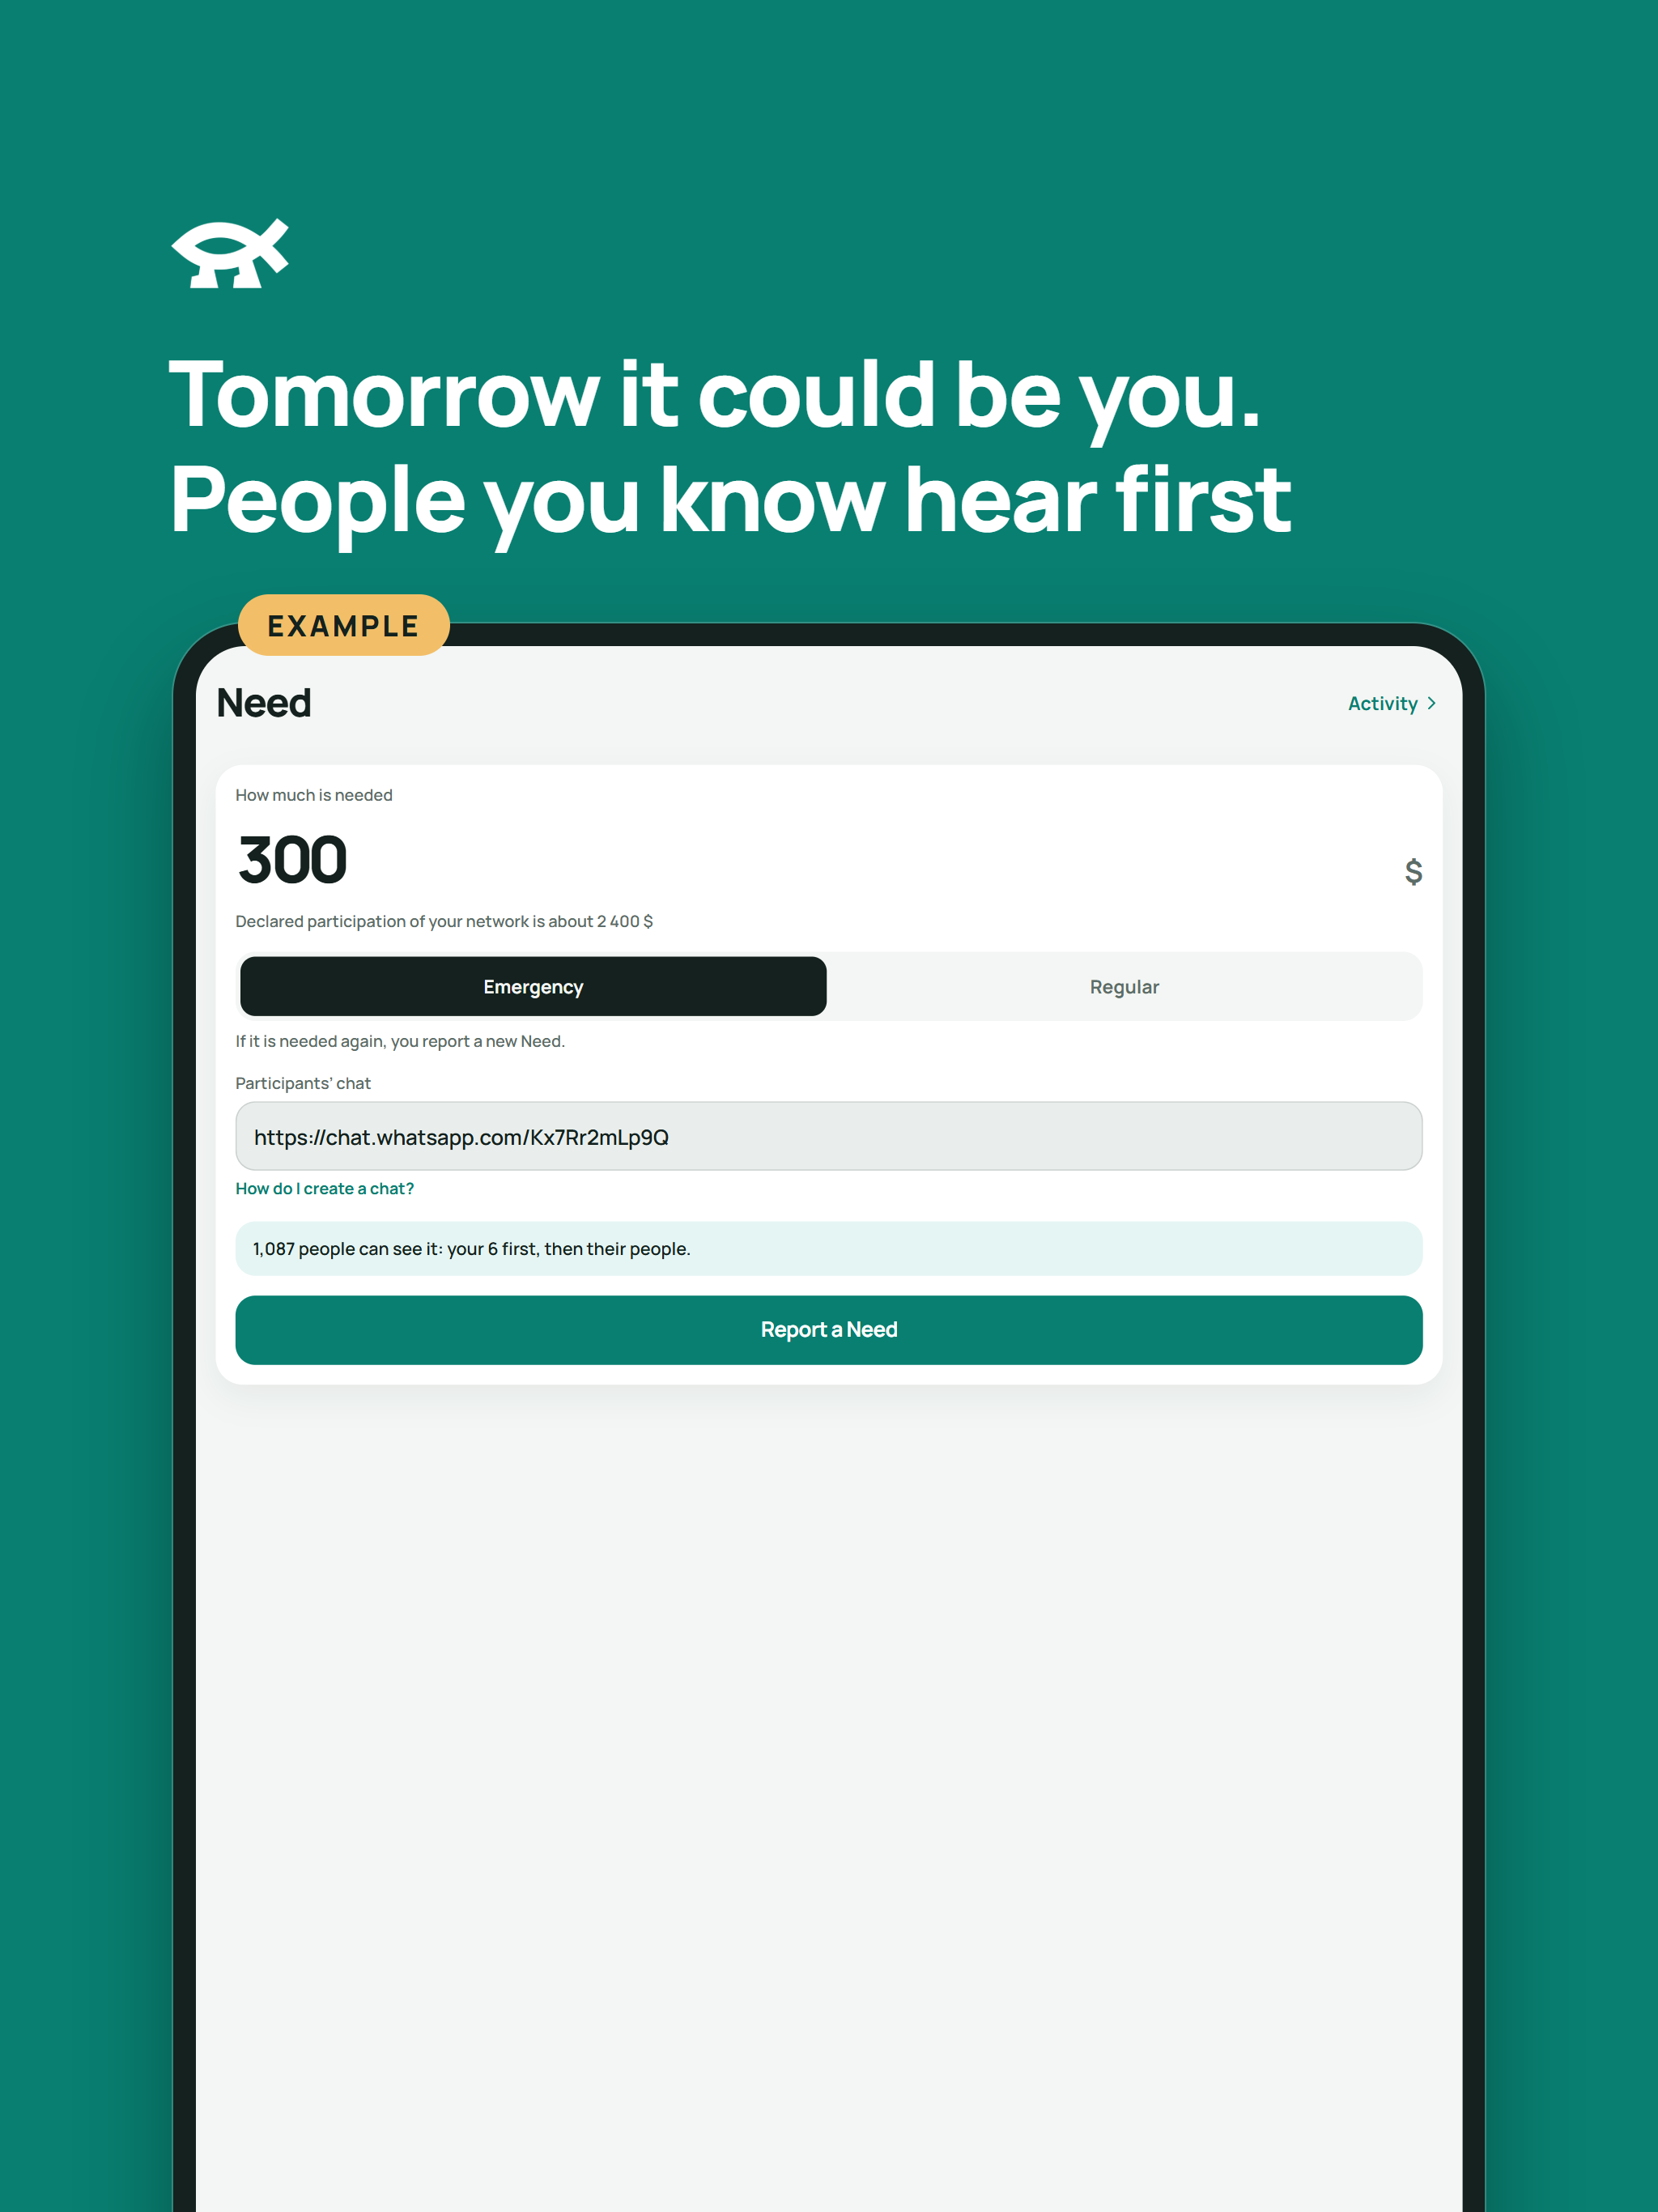 Tomorrow it could be you.
People you know hear first
EXAMPLE
Need
Activity
How much is needed
300
$
Declared participation of your network is about 2 400 $
Emergency
Regular
If it is needed again, you report a new Need.
Participants’ chat
https://chat.whatsapp.com/Kx7Rr2mLp9Q
How do I create a chat?
1,087 people can see it: your 6 first, then their people.
Report a Need